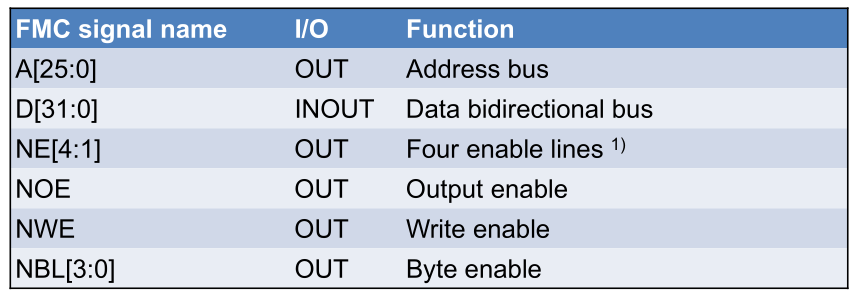 FMC signal name I/O Function
A[25:0] OUT Address bus
D[31:0] INOUT Data bidirectional bus
NE[4:1] OUT Four enable lines 1)
NOE OUT Output enable
NWE OUT Write enable
NBL[3:0] OUT Byte enable